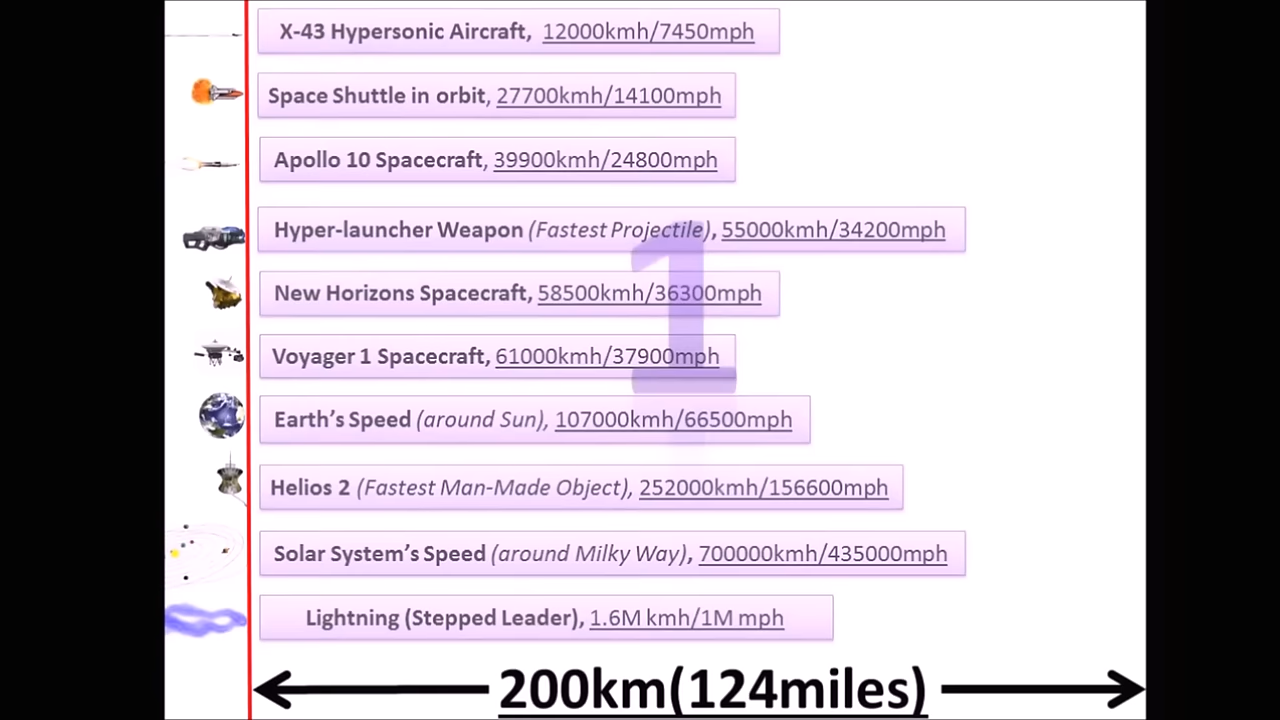 X-43 Hypersonic Aircraft, 12000kmh/7450mph
Space Shuttle in orbit, 27700kmh/14100mph
Apollo 10 Spacecraft, 39900kmh/24800mph
Hyper-launcher Weapon (Fastest Projectile), 55000kmh/34200mph
New Horizons Spacecraft, 58500kmh/36300mph
1
Voyager 1 Spacecraft, 61000kmh/37900mph
Earth's Speed (around Sun), 107000kmh/66500mph
Helios 2 (Fastest Man-Made Object), 252000kmh/156600mph
Solar System's Speed (around Milky Way), 700000kmh/435000mph
Lightning (Stepped Leader), 1.6M kmh/1M mph
200km(124miles)